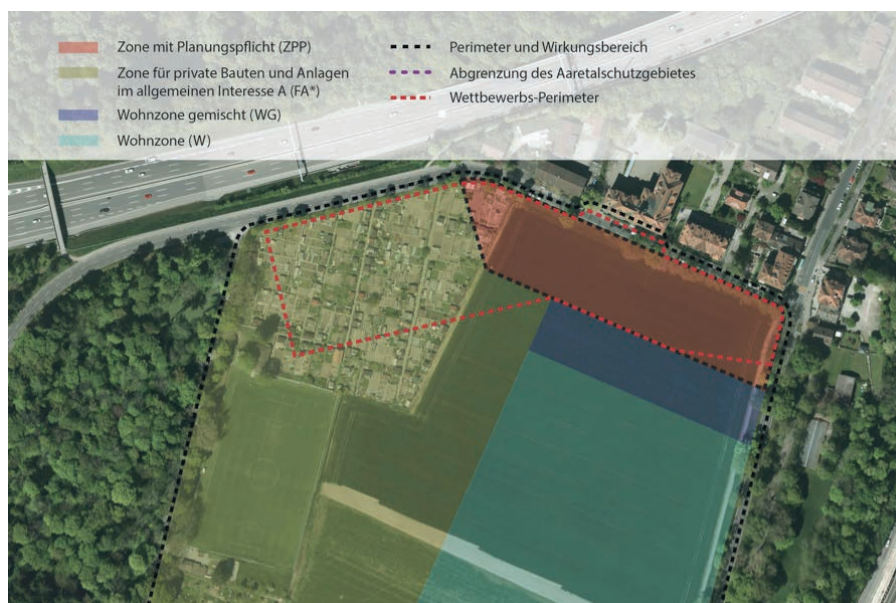 Zone mit Planungspflicht (ZPP)
Zone für private Bauten und Anlagen
im allgemeinen Interesse A (FA*)
Wohnzone gemischt (WG)
Wohnzone (W)
Perimeter und Wirkungsbereich
Abgrenzung des Aaretalschutzgebietes
Wettbewerbs-Perimeter